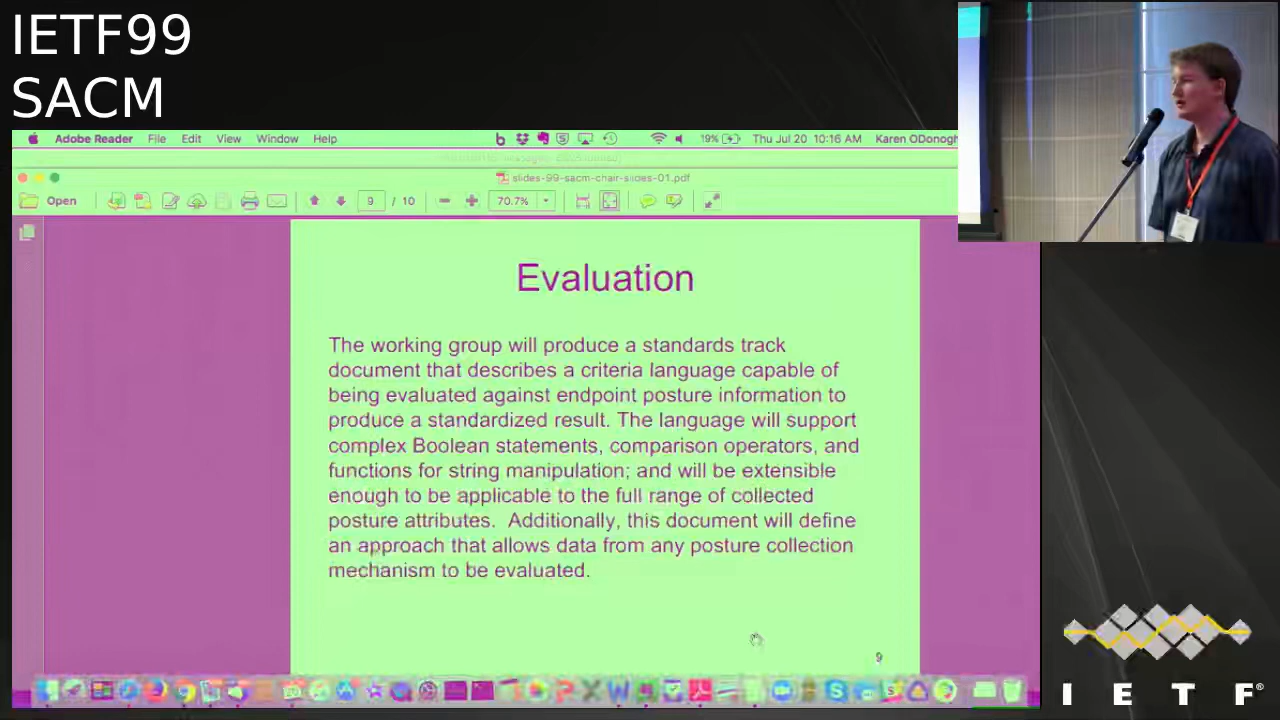 IETF99
SACM
Adobe Reader File Edit View Window Help 19% Thu Jul 20 10:16 AM Karen ODonogh
slides-99-sacm-chair-slides-01.pdf
Open 9 / 10 70.7%
Evaluation
The working group will produce a standards track
document that describes a criteria language capable of
being evaluated against endpoint posture information to
produce a standardized result. The language will support
complex Boolean statements, comparison operators, and
functions for string manipulation; and will be extensible
enough to be applicable to the full range of collected
posture attributes. Additionally, this document will define
an approach that allows data from any posture collection
mechanism to be evaluated.
9
I E T F®